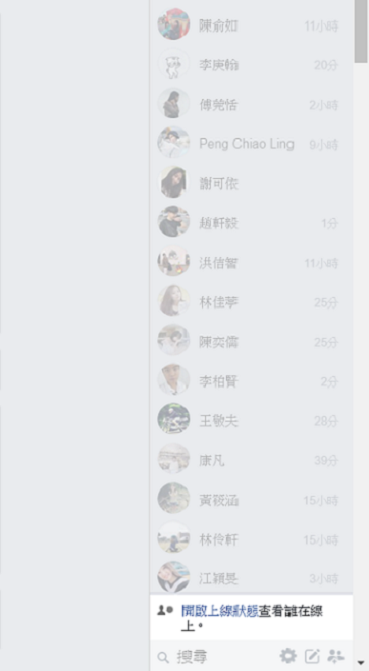 陳俞如 11小時
李庚翰 20分
傅莞恬 2小時
Peng Chiao Ling 9小時
謝可依
趙軒毅 1分
洪信智 11小時
林佳葶 25分
陳奕儒 25分
李柏賢 2分
王敬夫 28分
康凡 39分
黃筱涵 15小時
林伶軒 15小時
江穎旻 3小時
開啟上線狀態查看誰在線
上。
搜尋